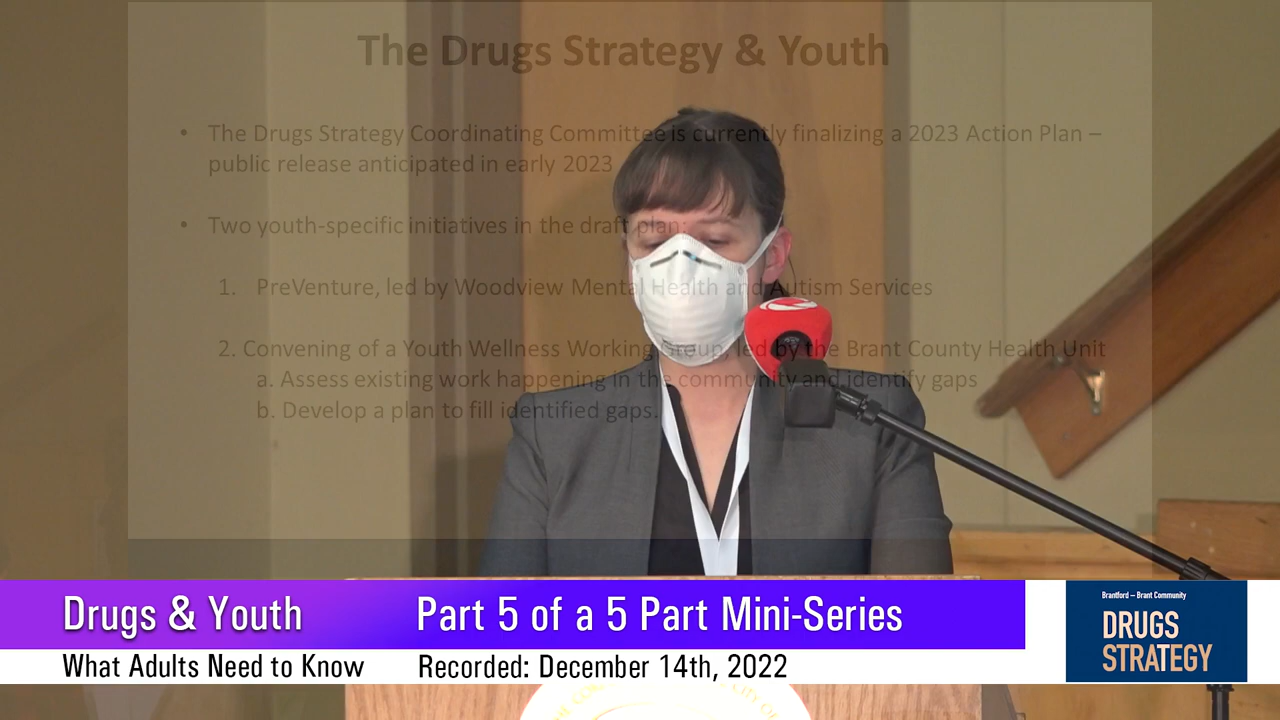 The Drugs Strategy & Youth
• The Drugs Strategy Coordinating Committee is currently finalizing a 2023 Action Plan –
public release anticipated in early 2023
• Two youth-specific initiatives in the draft plan:
1. PreVenture, led by Woodview Mental Health and Autism Services
2. Convening of a Youth Wellness Working Group, led by the Brant County Health Unit
a. Assess existing work happening in the community and identify gaps
b. Develop a plan to fill identified gaps.
Drugs & Youth
Part 5 of a 5 Part Mini-Series
What Adults Need to Know
Recorded: December 14th, 2022
Brantford – Brant Community
DRUGS
STRATEGY
CITY OF